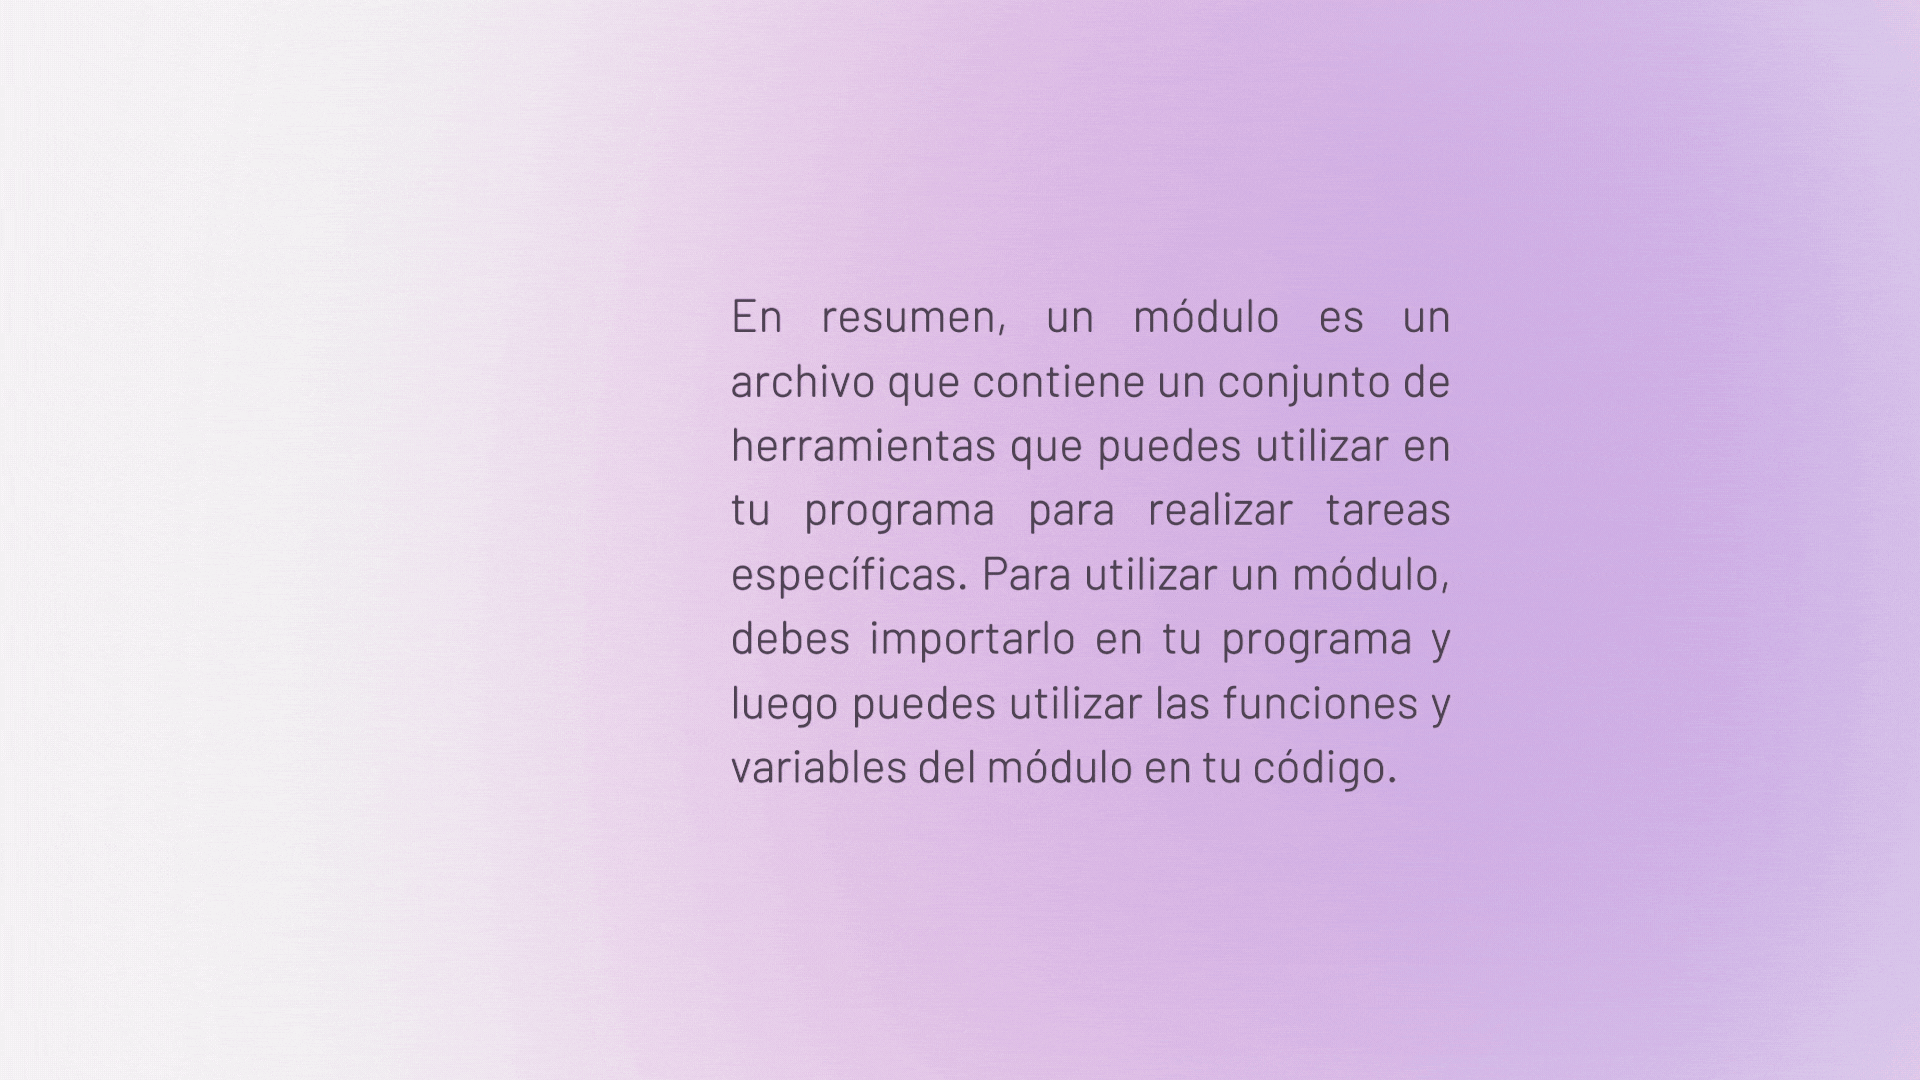 En resumen, un módulo es un
archivo que contiene un conjunto de
herramientas que puedes utilizar en
tu programa para realizar tareas
específicas. Para utilizar un módulo,
debes importarlo en tu programa y
luego puedes utilizar las funciones y
variables del módulo en tu código.